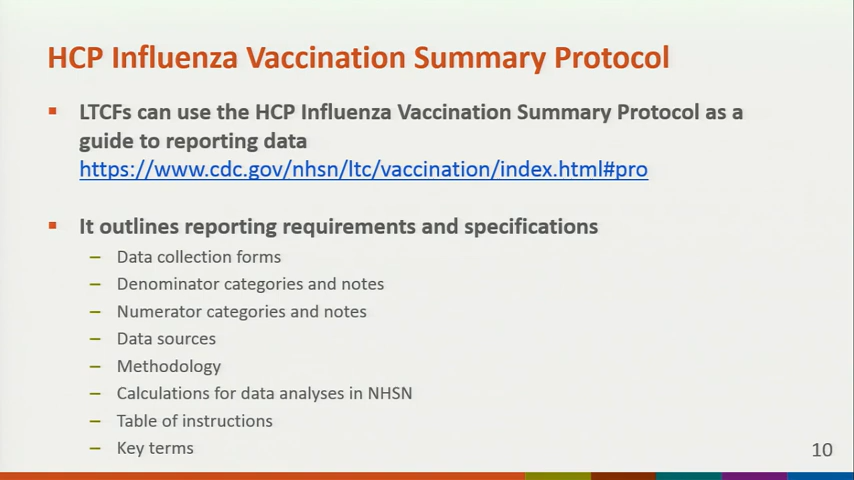 HCP Influenza Vaccination Summary Protocol
▪ LTCFs can use the HCP Influenza Vaccination Summary Protocol as a
guide to reporting data
https://www.cdc.gov/nhsn/ltc/vaccination/index.html#pro
▪ It outlines reporting requirements and specifications
– Data collection forms
– Denominator categories and notes
– Numerator categories and notes
– Data sources
– Methodology
– Calculations for data analyses in NHSN
– Table of instructions
– Key terms
10